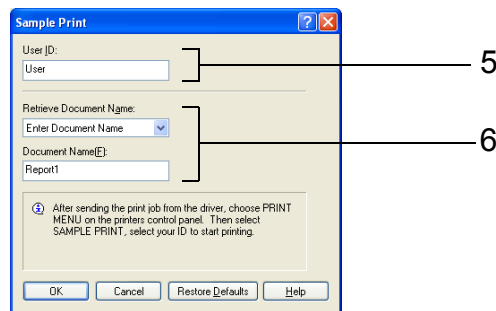 Sample Print
User ID:
User
5
Retrieve Document Name:
Enter Document Name
6
Document Name(F):
Report1
After sending the print job from the driver, choose PRINT
MENU on the printers control panel. Then select
SAMPLE PRINT, select your ID to start printing.
OK Cancel Restore Defaults Help